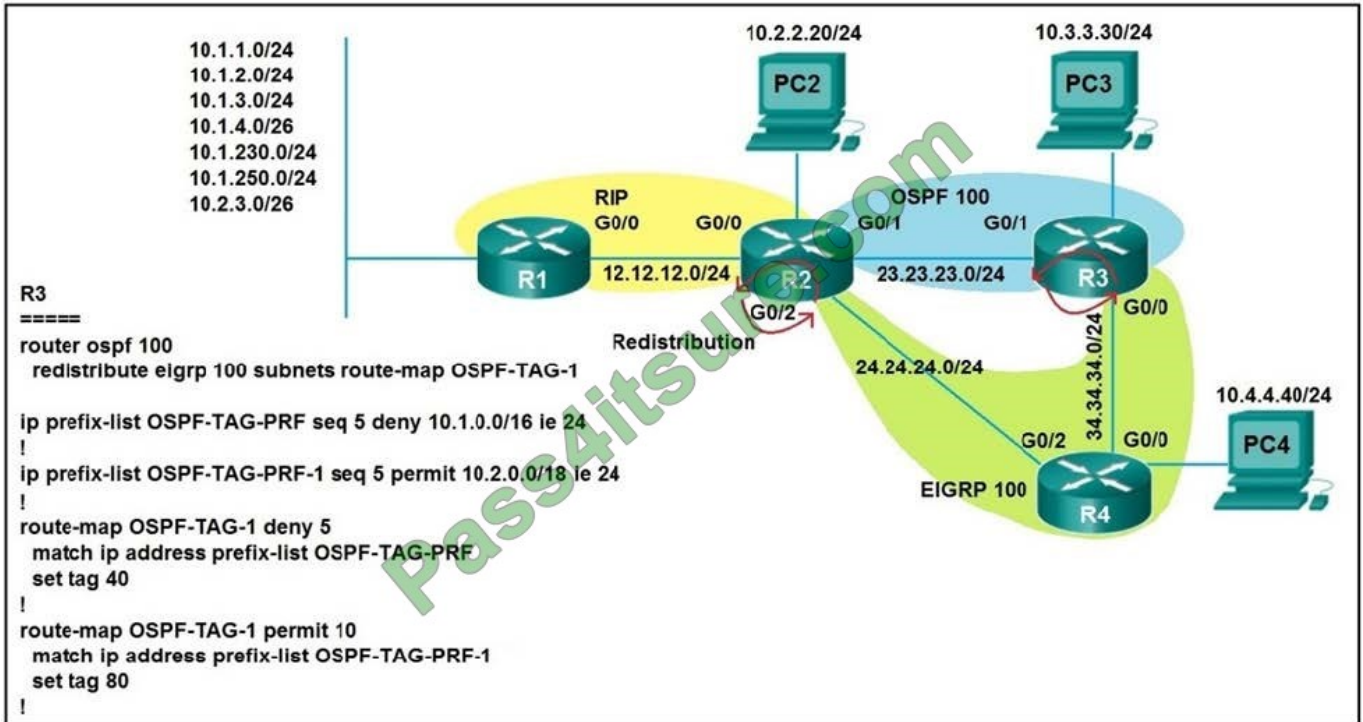 10.1.1.0/24
10.1.2.0/24
10.1.3.0/24
10.1.4.0/26
10.1.230.0/24
10.1.250.0/24
10.2.3.0/26
10.2.2.20/24
PC2
10.3.3.30/24
PC3
RIP
G0/0
G0/0
OSPF 100
G0/1
G0/1
R1
12.12.12.0/24
R2
23.23.23.0/24
R3
G0/2
G0/0
Redistribution
24.24.24.0/24
34.34.34.0/24
10.4.4.40/24
G0/2
G0/0
PC4
EIGRP 100
R4
R3
=====
router ospf 100
redistribute eigrp 100 subnets route-map OSPF-TAG-1
ip prefix-list OSPF-TAG-PRF seq 5 deny 10.1.0.0/16 ie 24
!
ip prefix-list OSPF-TAG-PRF-1 seq 5 permit 10.2.0.0/18 le 24
!
route-map OSPF-TAG-1 deny 5
match ip address prefix-list OSPF-TAG-PRF
set tag 40
!
route-map OSPF-TAG-1 permit 10
match ip address prefix-list OSPF-TAG-PRF-1
set tag 80
!
Pass4itsure.com